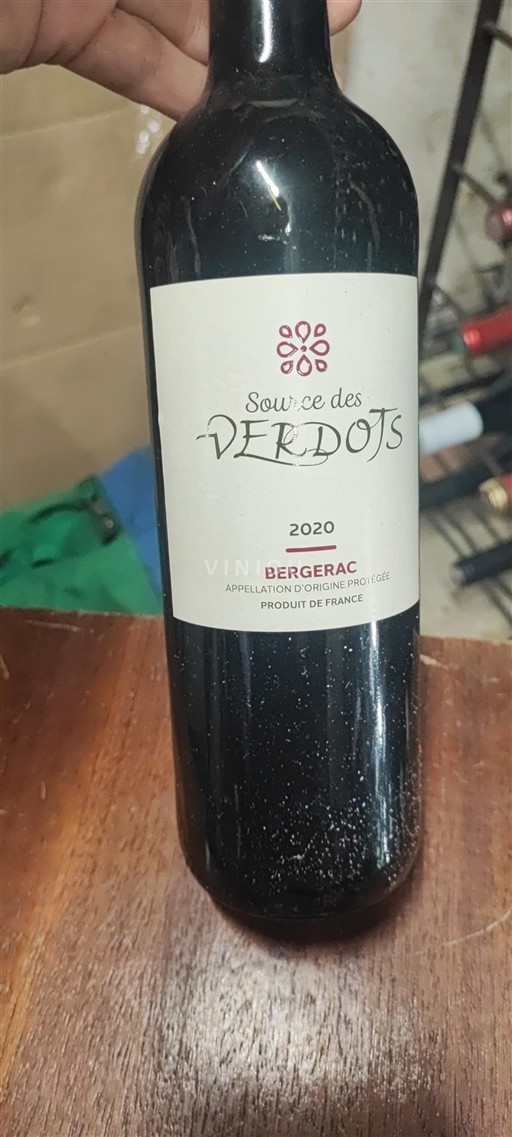 Source des
VERDOTS
2020
BERGERAC
APPELLATION D'ORIGINE PROTÉGÉE
PRODUIT DE FRANCE